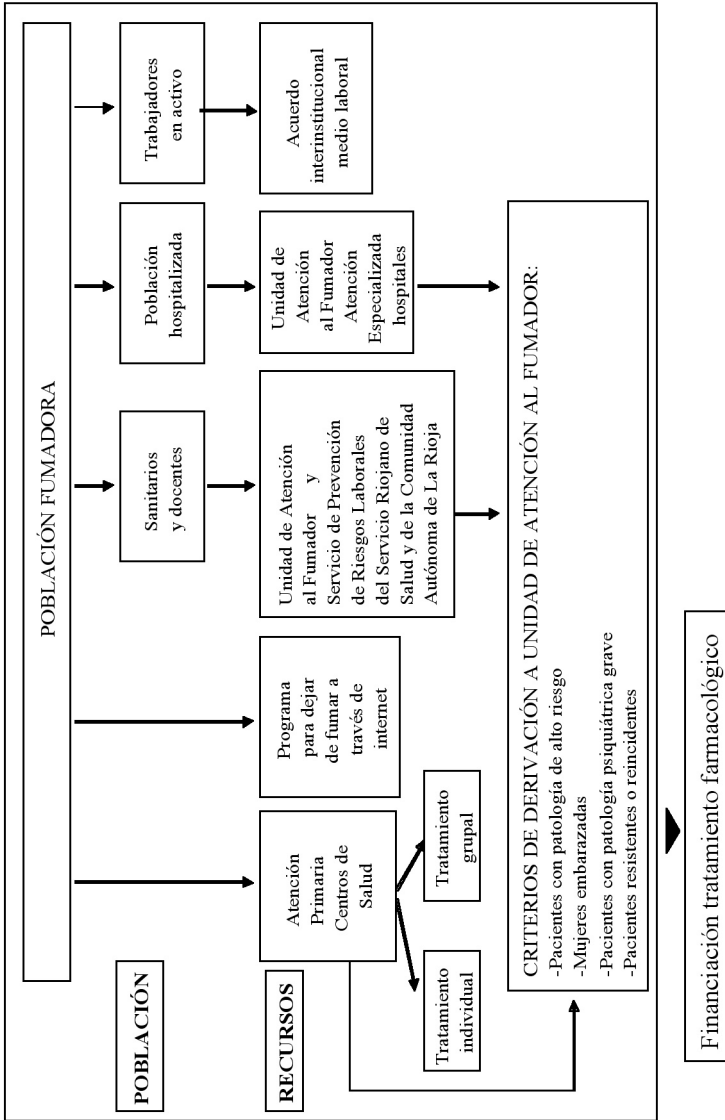 POBLACIÓN FUMADORA
POBLACIÓN
Sanitarios
y docentes
Población
hospitalizada
Trabajadores
en activo
RECURSOS
Atención
Primaria
Centros de
Salud
Programa
para dejar
de fumar a
través de
internet
Unidad de Atención
al Fumador y
Servicio de Prevención
de Riesgos Laborales
del Servicio Riojano de
Salud y de la Comunidad
Autónoma de La Rioja
Unidad de
Atención
al Fumador
Atención
Especializada
hospitales
Acuerdo
interinstitucional
medio laboral
Tratamiento
individual
Tratamiento
grupal
CRITERIOS DE DERIVACIÓN A UNIDAD DE ATENCIÓN AL FUMADOR:
-Pacientes con patología de alto riesgo
-Mujeres embarazadas
-Pacientes con patología psiquiátrica grave
-Pacientes resistentes o reincidentes
Financiación tratamiento farmacológico